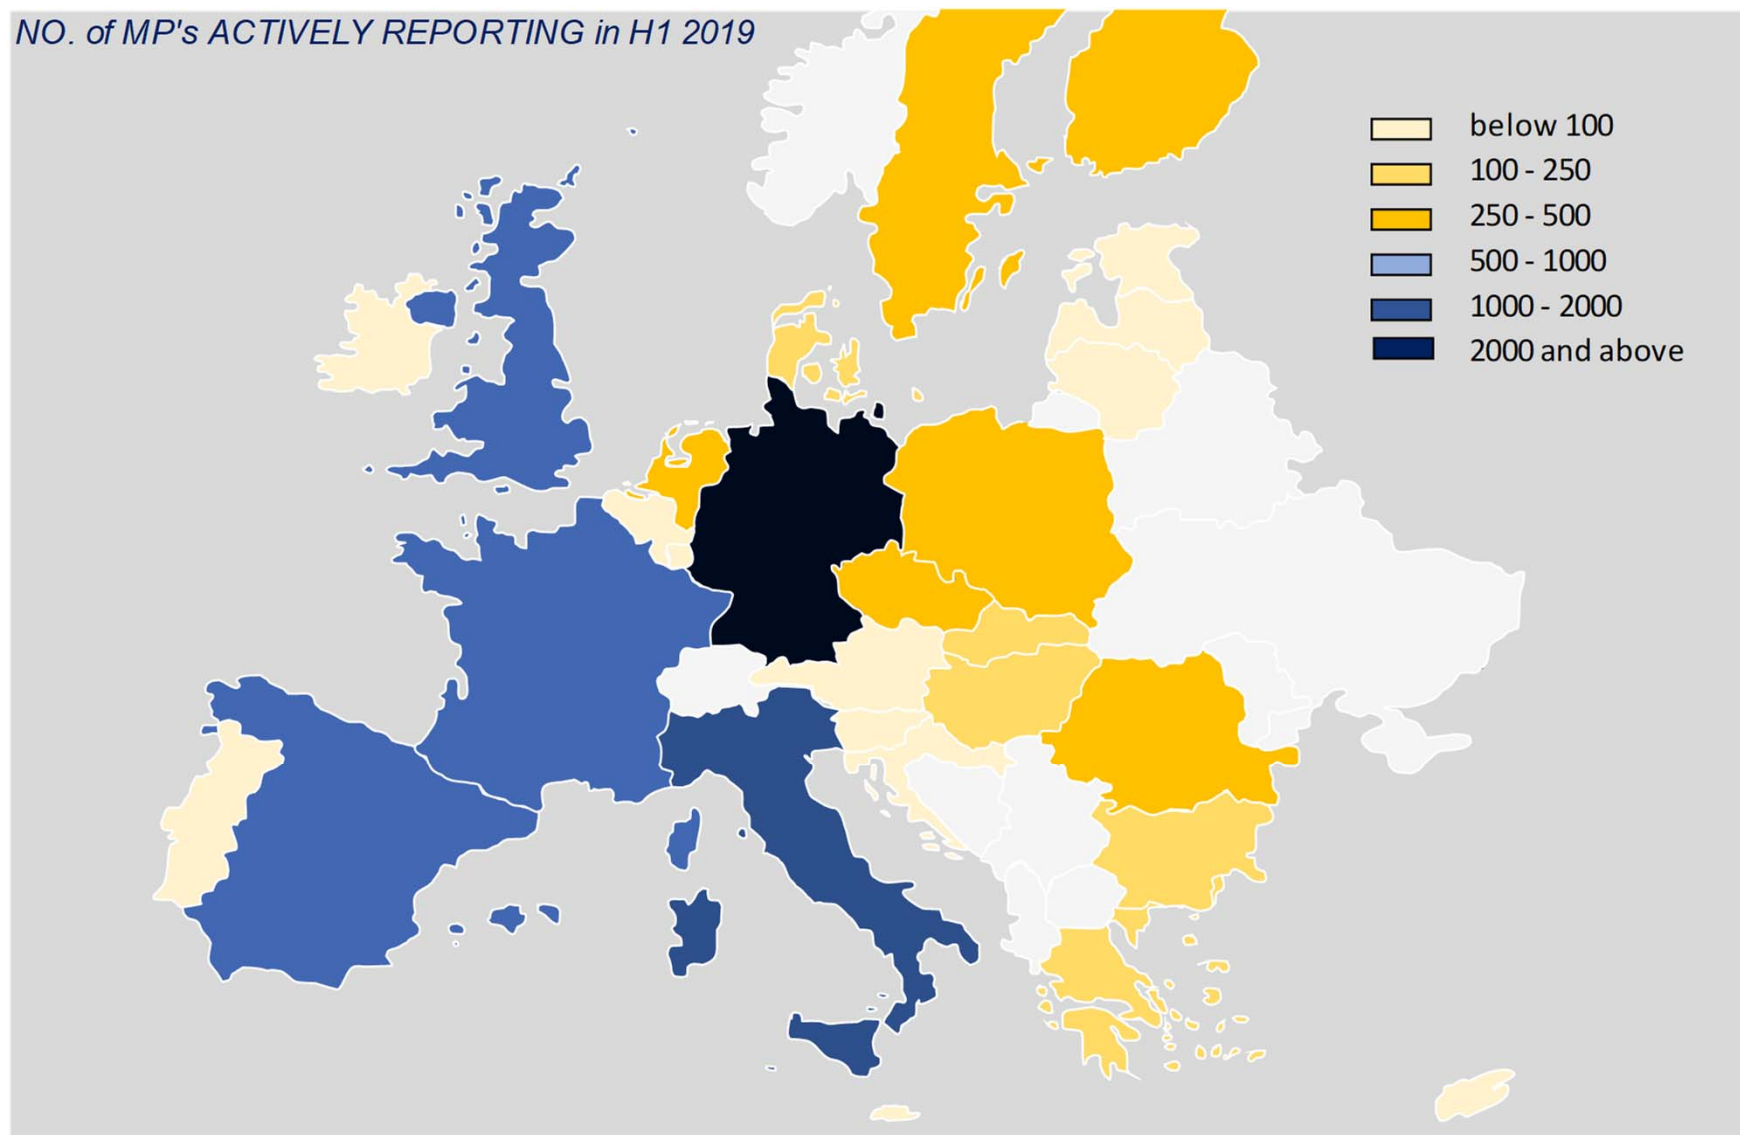 NO. of MP's ACTIVELY REPORTING in H1 2019
below 100
100 - 250
250 - 500
500 - 1000
1000 - 2000
2000 and above